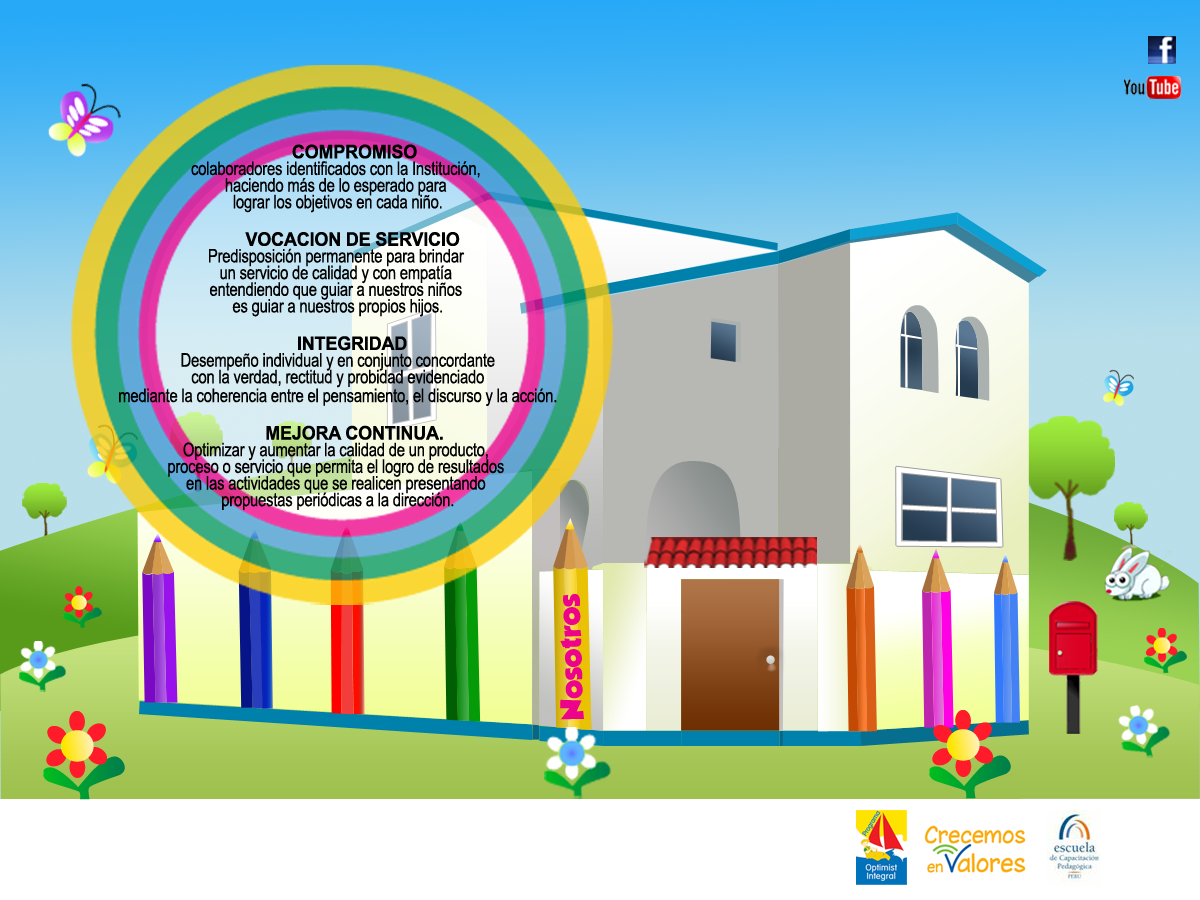 f
You Tube
COMPROMISO
colaboradores identificados con la Institución,
haciendo más de lo esperado para
lograr los objetivos en cada niño.
VOCACION DE SERVICIO
Predisposición permanente para brindar
un servicio de calidad y con empatía
entendiendo que guiar a nuestros niños
es guiar a nuestros propios hijos.
INTEGRIDAD
Desempeño individual y en conjunto concordante
con la verdad, rectitud y probidad evidenciado
mediante la coherencia entre el pensamiento, el discurso y la acción.
MEJORA CONTINUA.
Optimizar y aumentar la calidad de un producto,
proceso o servicio que permita el logro de resultados
en las actividades que se realicen presentando
propuestas periódicas a la dirección.
Nosotros
Programa
Optimist
Integral
Crecemos
en Valores
escuela
de Capacitación
Pedagógica
PERÚ